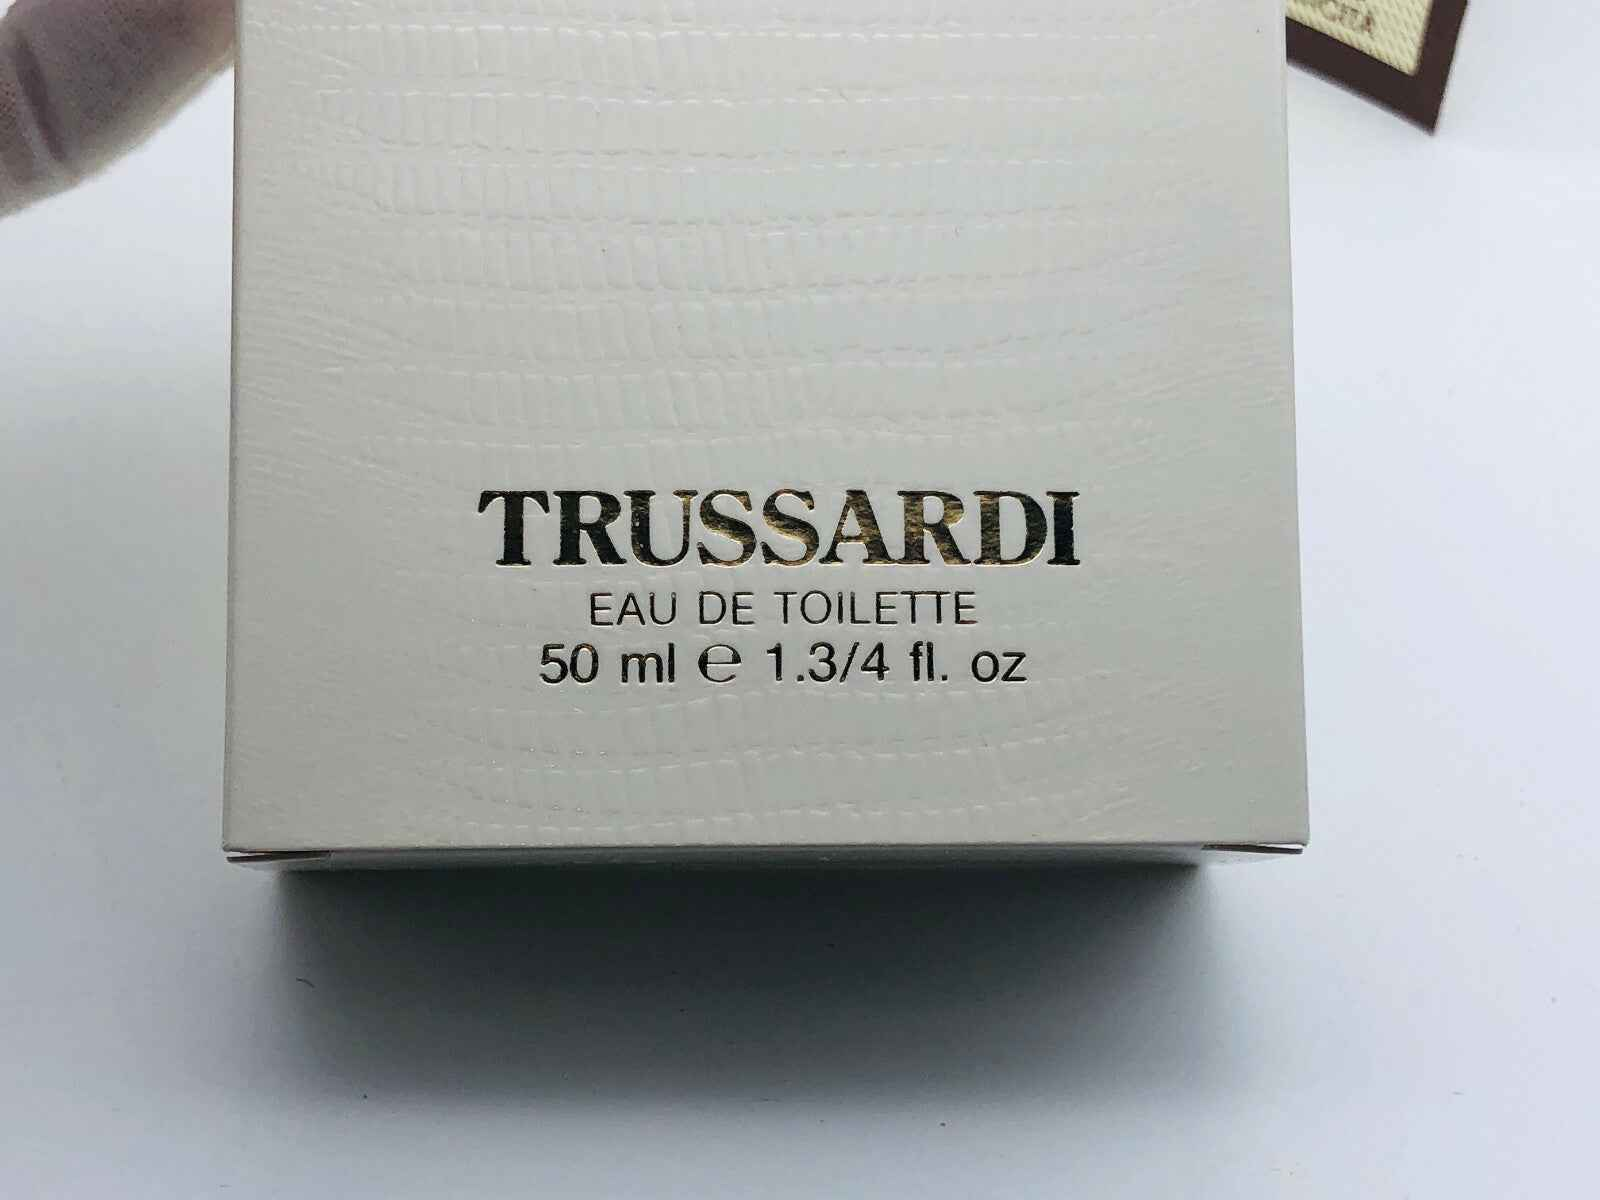 TRUSSARDI
EAU DE TOILETTE
50 ml ℮ 1.3/4 fl. oz